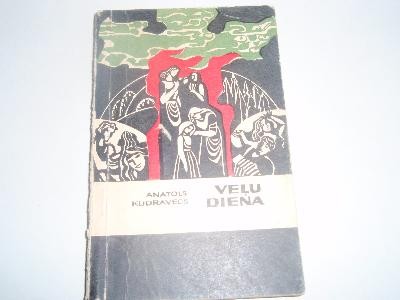 ANATOLS
KUDRAVECS
VEĻU
DIEŅA